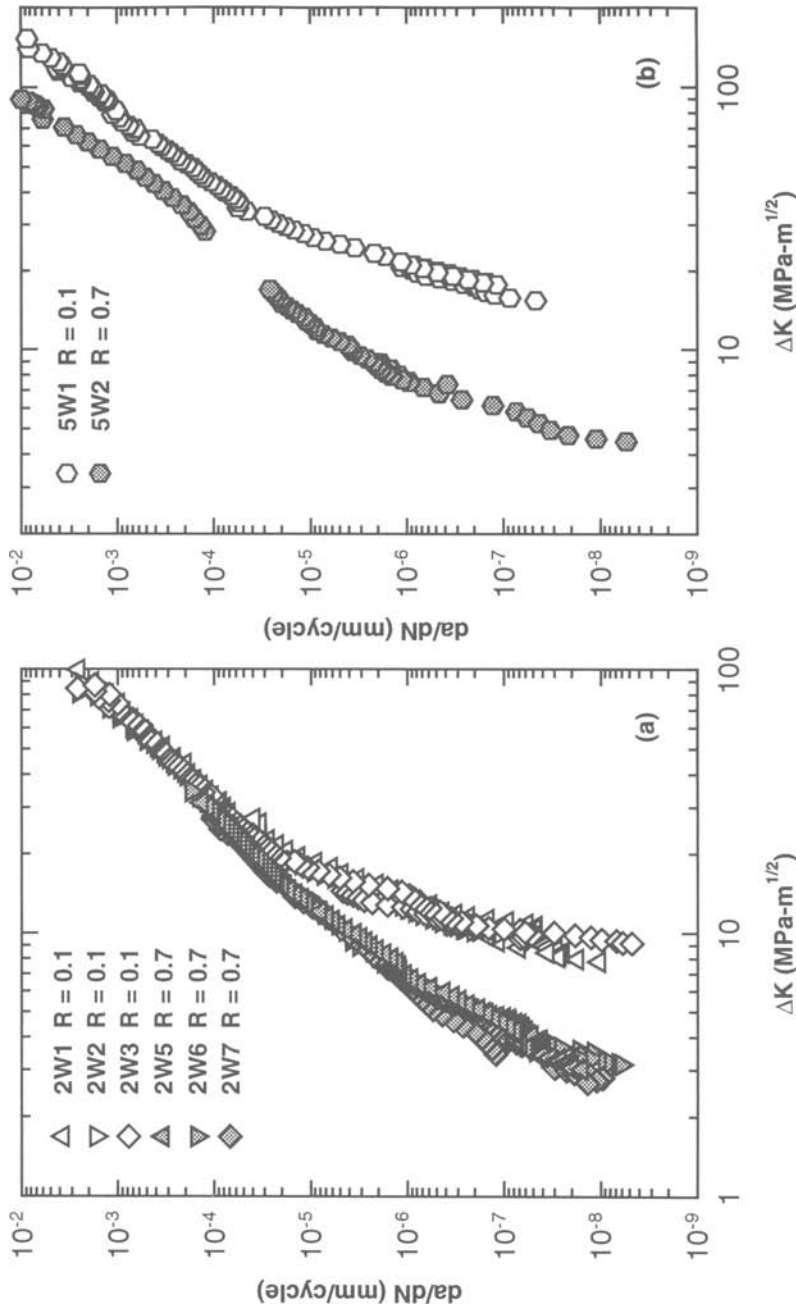 da/dN (mm/cycle)
10⁻²
10⁻³
10⁻⁴
10⁻⁵
10⁻⁶
10⁻⁷
10⁻⁸
10⁻⁹
2W1 R = 0.1
2W2 R = 0.1
2W3 R = 0.1
2W5 R = 0.7
2W6 R = 0.7
2W7 R = 0.7
(a)
1
10
100
ΔK (MPa-m¹/²)
da/dN (mm/cycle)
10⁻²
10⁻³
10⁻⁴
10⁻⁵
10⁻⁶
10⁻⁷
10⁻⁸
10⁻⁹
5W1 R = 0.1
5W2 R = 0.7
(b)
10
100
ΔK (MPa-m¹/²)